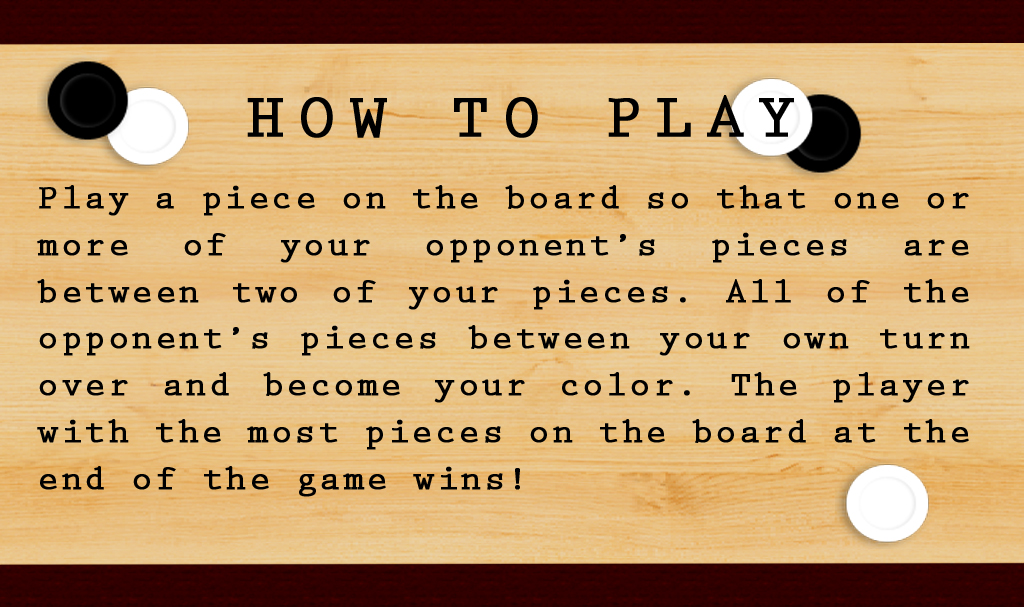 HOW TO PLAY
Play a piece on the board so that one or
more of your opponent’s pieces are
between two of your pieces. All of the
opponent’s pieces between your own turn
over and become your color. The player
with the most pieces on the board at the
end of the game wins!